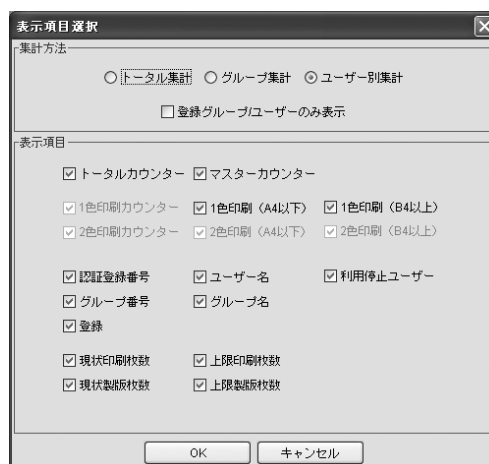 表示項目選択
集計方法
トータル集計 グループ集計 ユーザー別集計
登録グループ/ユーザーのみ表示
表示項目
トータルカウンター マスターカウンター
1色印刷カウンター 1色印刷（A4以下） 1色印刷（B4以上）
2色印刷カウンター 2色印刷（A4以下） 2色印刷（B4以上）
認証登録番号 ユーザー名 利用停止ユーザー
グループ番号 グループ名
登録
現状印刷枚数 上限印刷枚数
現状製版枚数 上限製版枚数
OK キャンセル